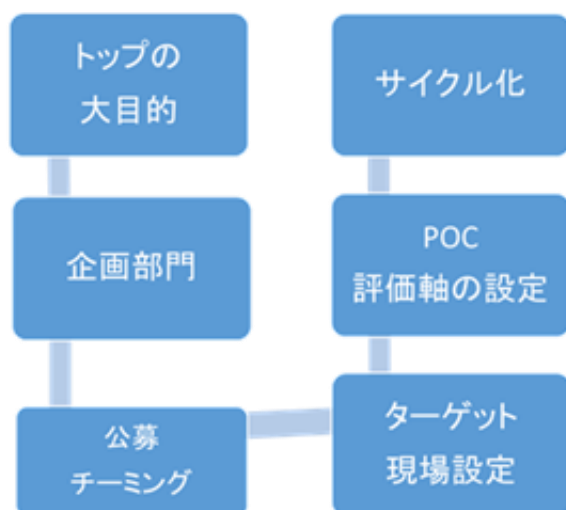 トップの
大目的
企画部門
公募
チーミング
ターゲット
現場設定
POC
評価軸の設定
サイクル化